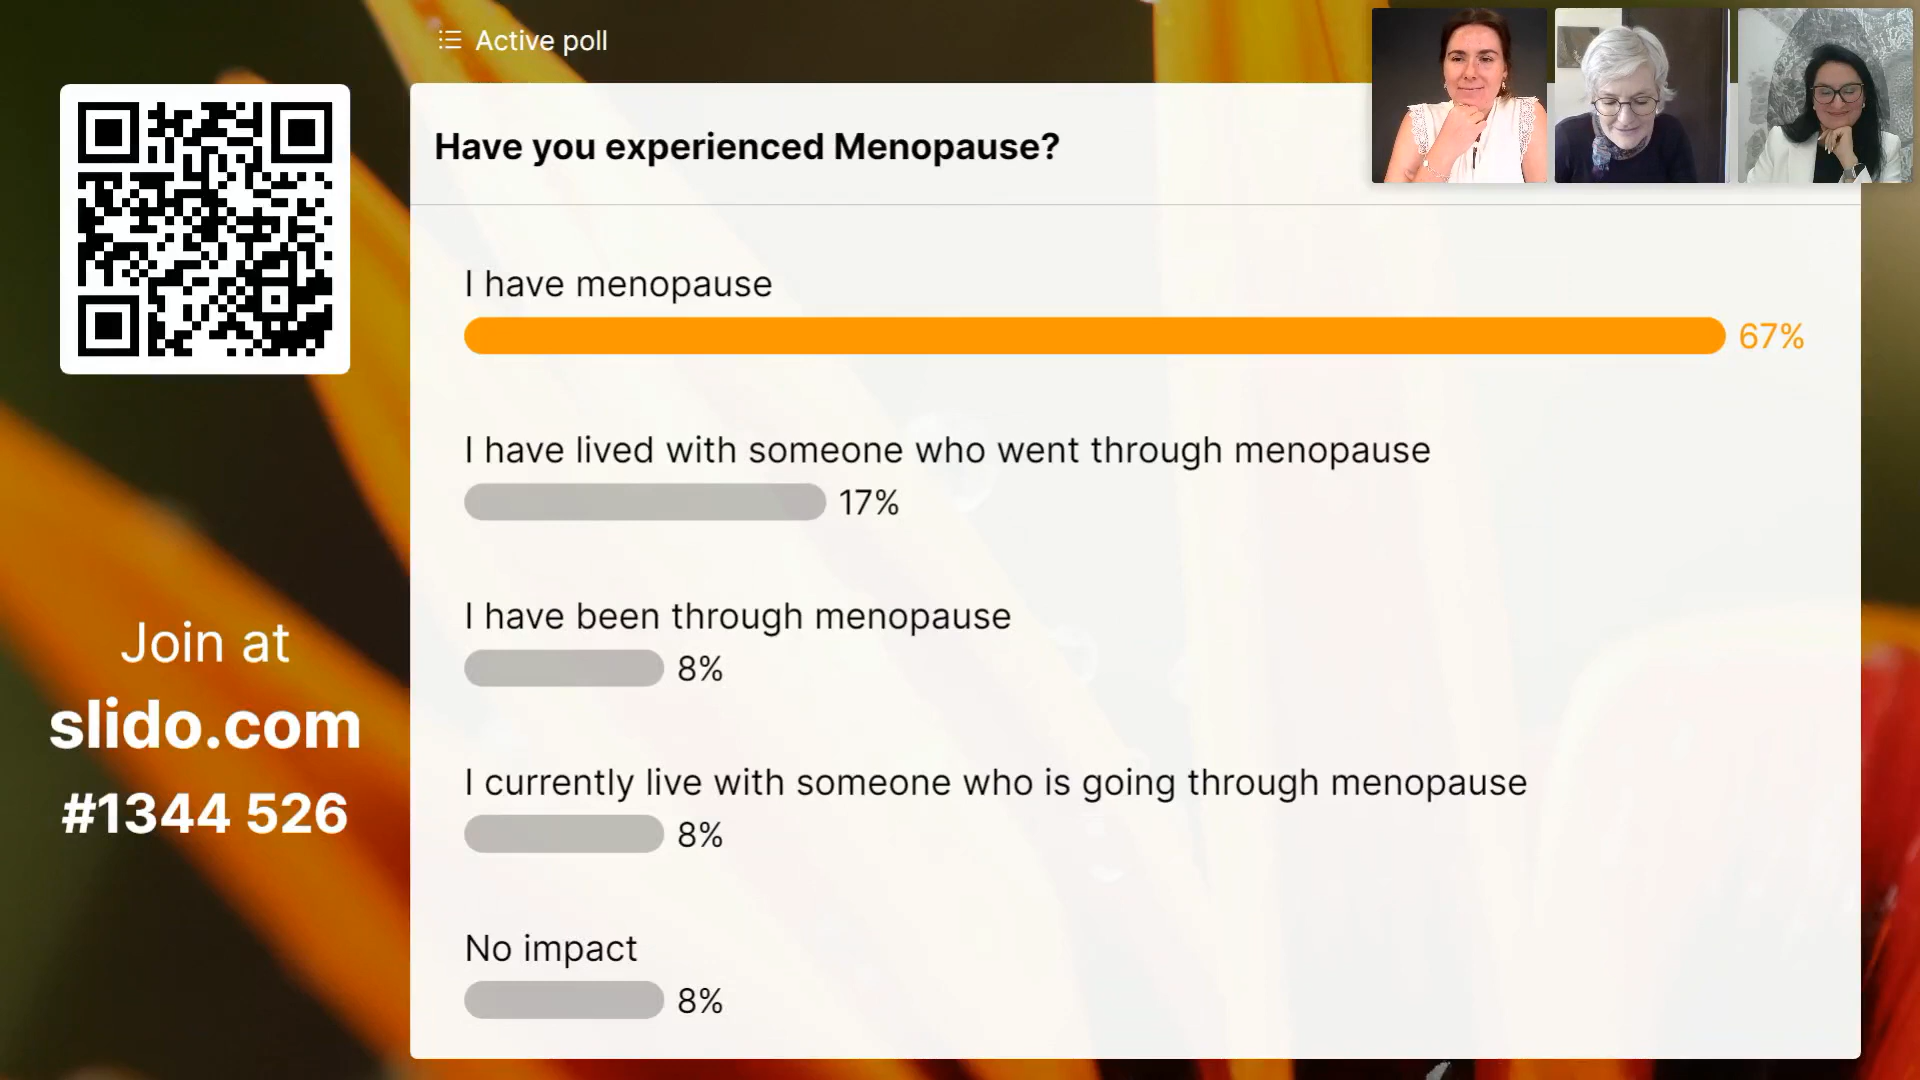 Active poll
Have you experienced Menopause?
I have menopause
67%
I have lived with someone who went through menopause
17%
I have been through menopause
8%
I currently live with someone who is going through menopause
8%
No impact
8%
Join at
slido.com
#1344 526